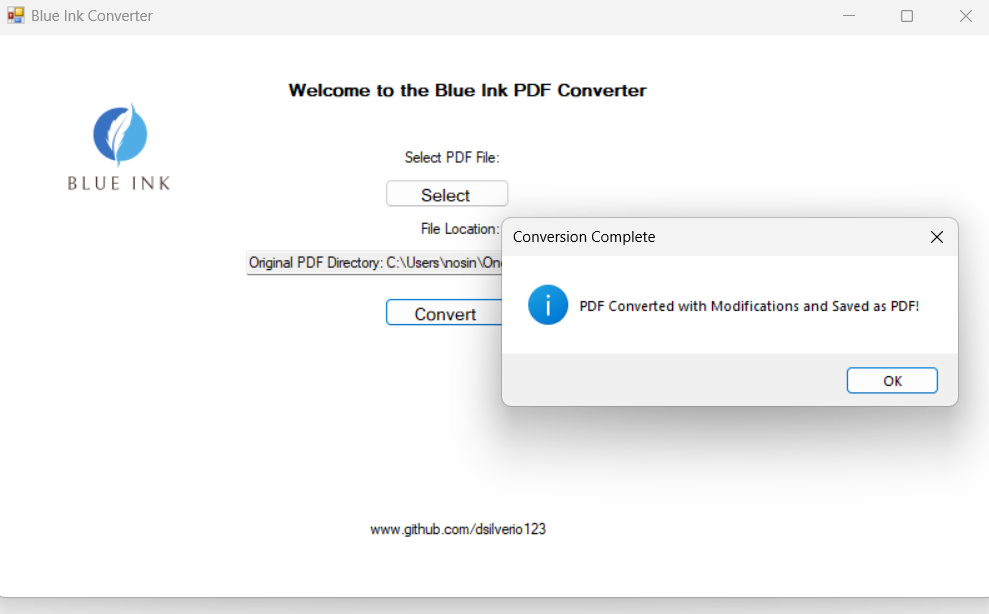 Blue Ink Converter
Welcome to the Blue Ink PDF Converter
BLUE INK
Select PDF File:
Select
File Location:
Original PDF Directory: C:\Users\nosin\On
Convert
Conversion Complete
PDF Converted with Modifications and Saved as PDF!
OK
www.github.com/dsilverio123